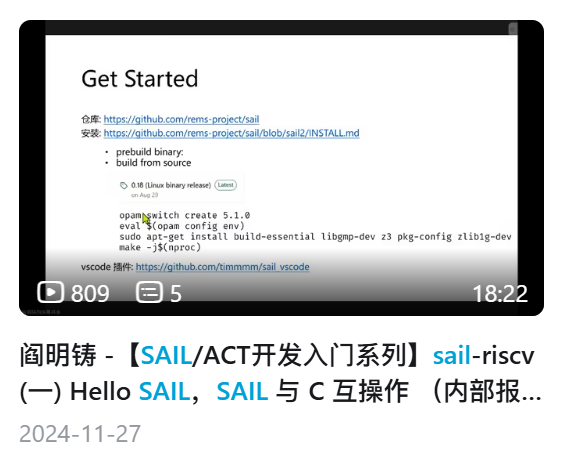 Get Started
仓库: https://github.com/rems-project/sail
安装: https://github.com/rems-project/sail/blob/sail2/INSTALL.md
• prebuild binary:
• build from source
0.18 (Linux binary release) Latest
on Aug 29
opam switch create 5.1.0
eval $(opam config env)
sudo apt-get install build-essential libgmp-dev z3 pkg-config zlib1g-dev
make -j$(nproc)
vscode 插件: https://github.com/timmmm/sail_vscode
809 5 18:22
阎明铸 -【SAIL/ACT开发入门系列】sail-riscv
(一) Hello SAIL，SAIL 与 C 互操作 （内部报...
2024-11-27